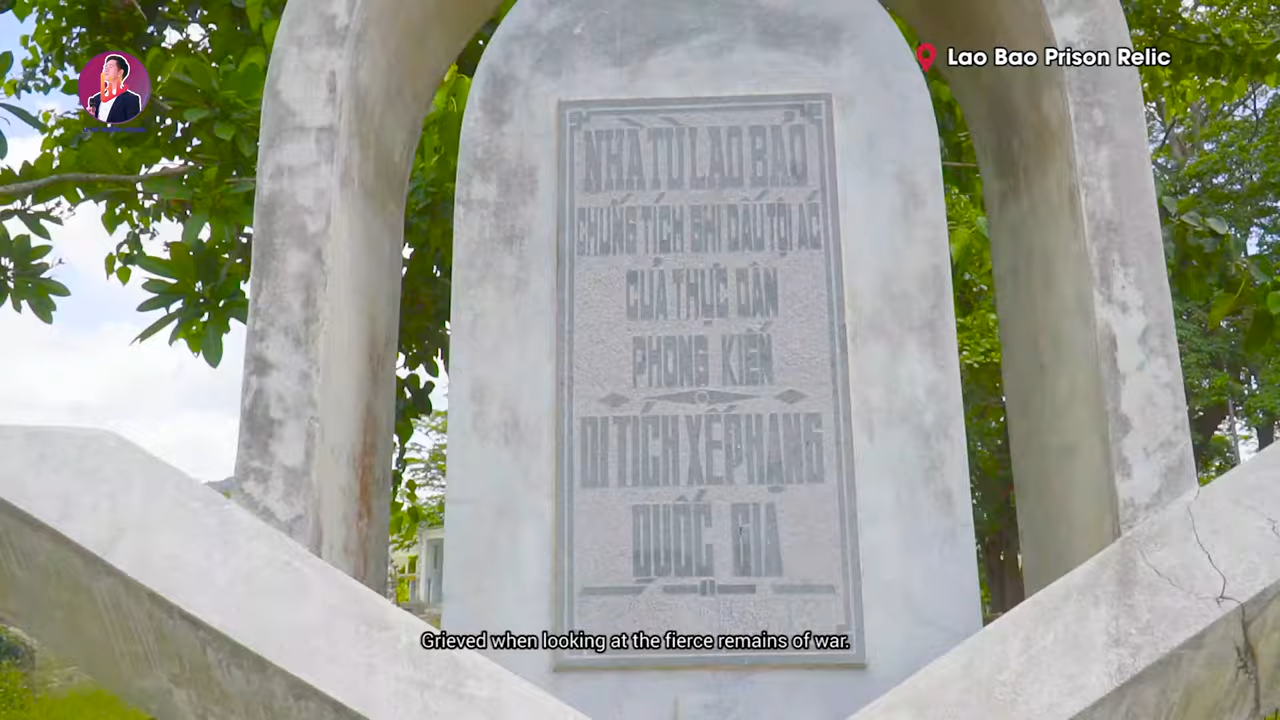 Lao Bao Prison Relic
NHÀ TÙ LAO BẢO
CHỨNG TÍCH GHI DẤU TỘI ÁC
CỦA THỰC DÂN
PHONG KIẾN
DI TÍCH XẾP HẠNG
QUỐC GIA
Grieved when looking at the fierce remains of war.